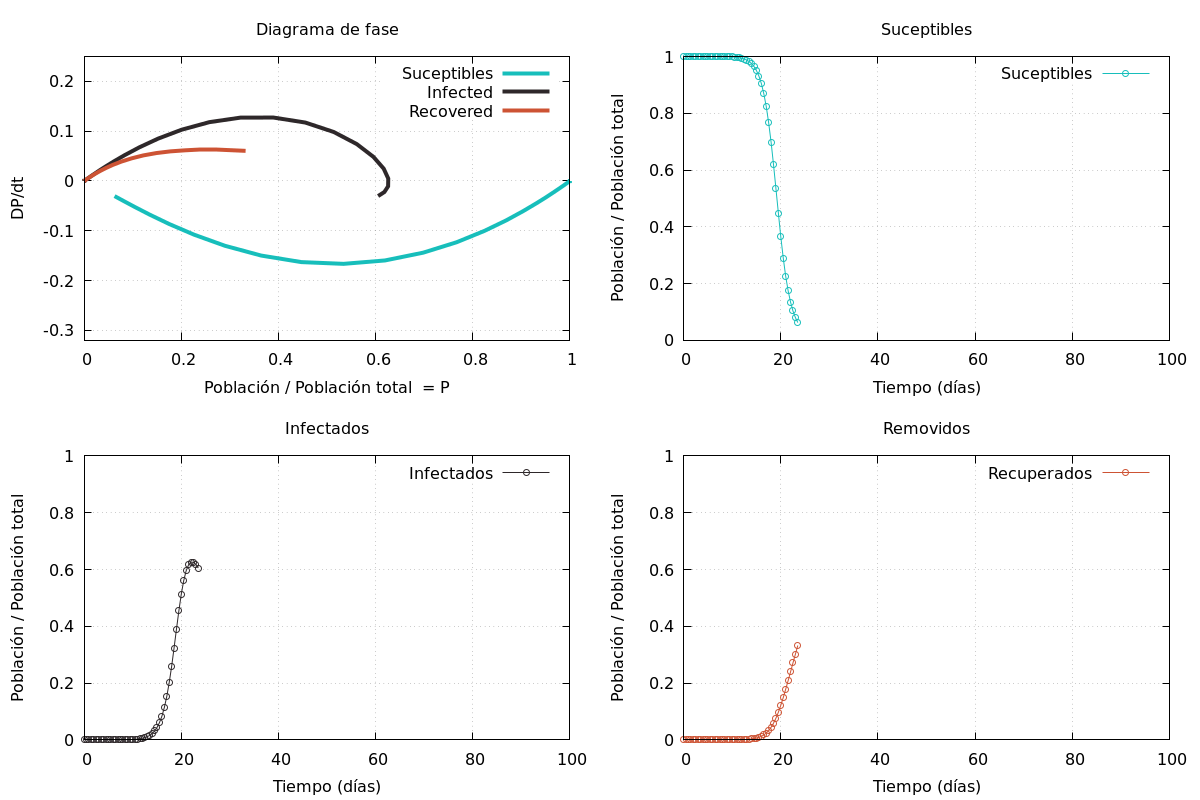 Diagrama de fase
Suceptibles
Infected
Recovered
0.2
0.1
0
-0.1
-0.2
-0.3
DP/dt
0 0.2 0.4 0.6 0.8 1
Población / Población total  = P
Suceptibles
Suceptibles
1
0.8
0.6
0.4
0.2
0
Población / Población total
0 20 40 60 80 100
Tiempo (días)
Infectados
Infectados
1
0.8
0.6
0.4
0.2
0
Población / Población total
0 20 40 60 80 100
Tiempo (días)
Removidos
Recuperados
1
0.8
0.6
0.4
0.2
0
Población / Población total
0 20 40 60 80 100
Tiempo (días)